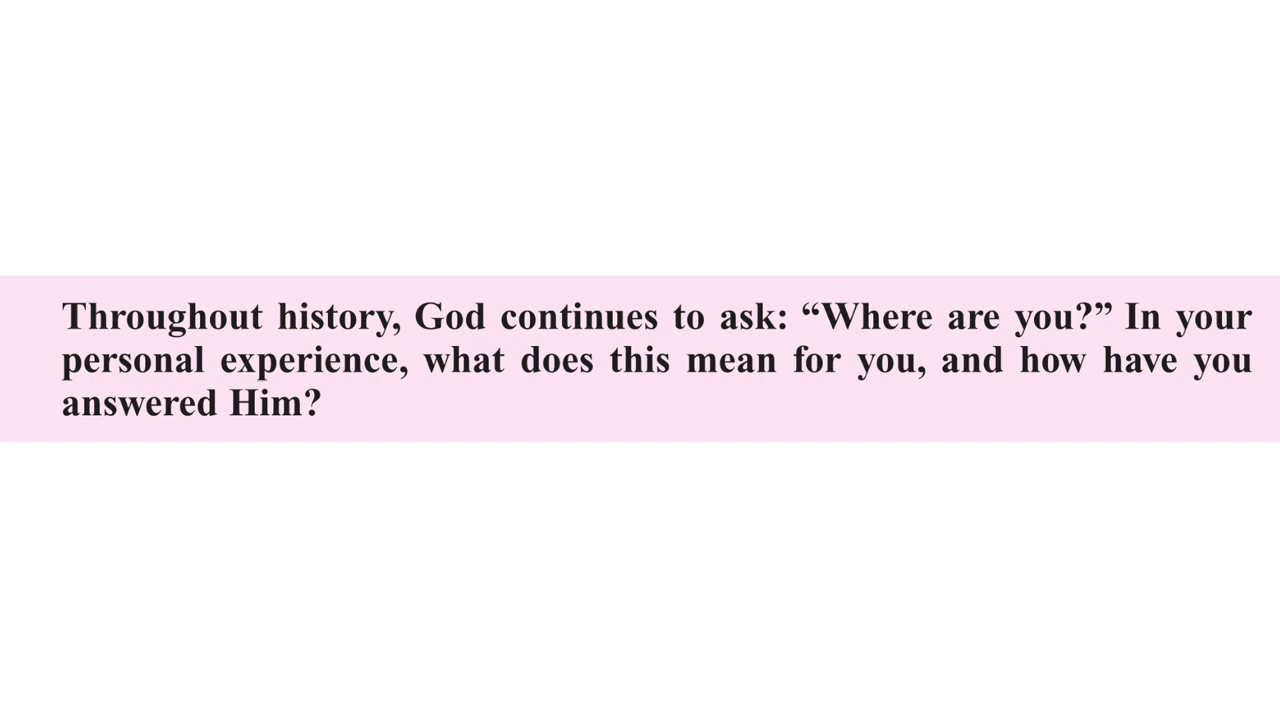 Throughout history, God continues to ask: “Where are you?” In your
personal experience, what does this mean for you, and how have you
answered Him?